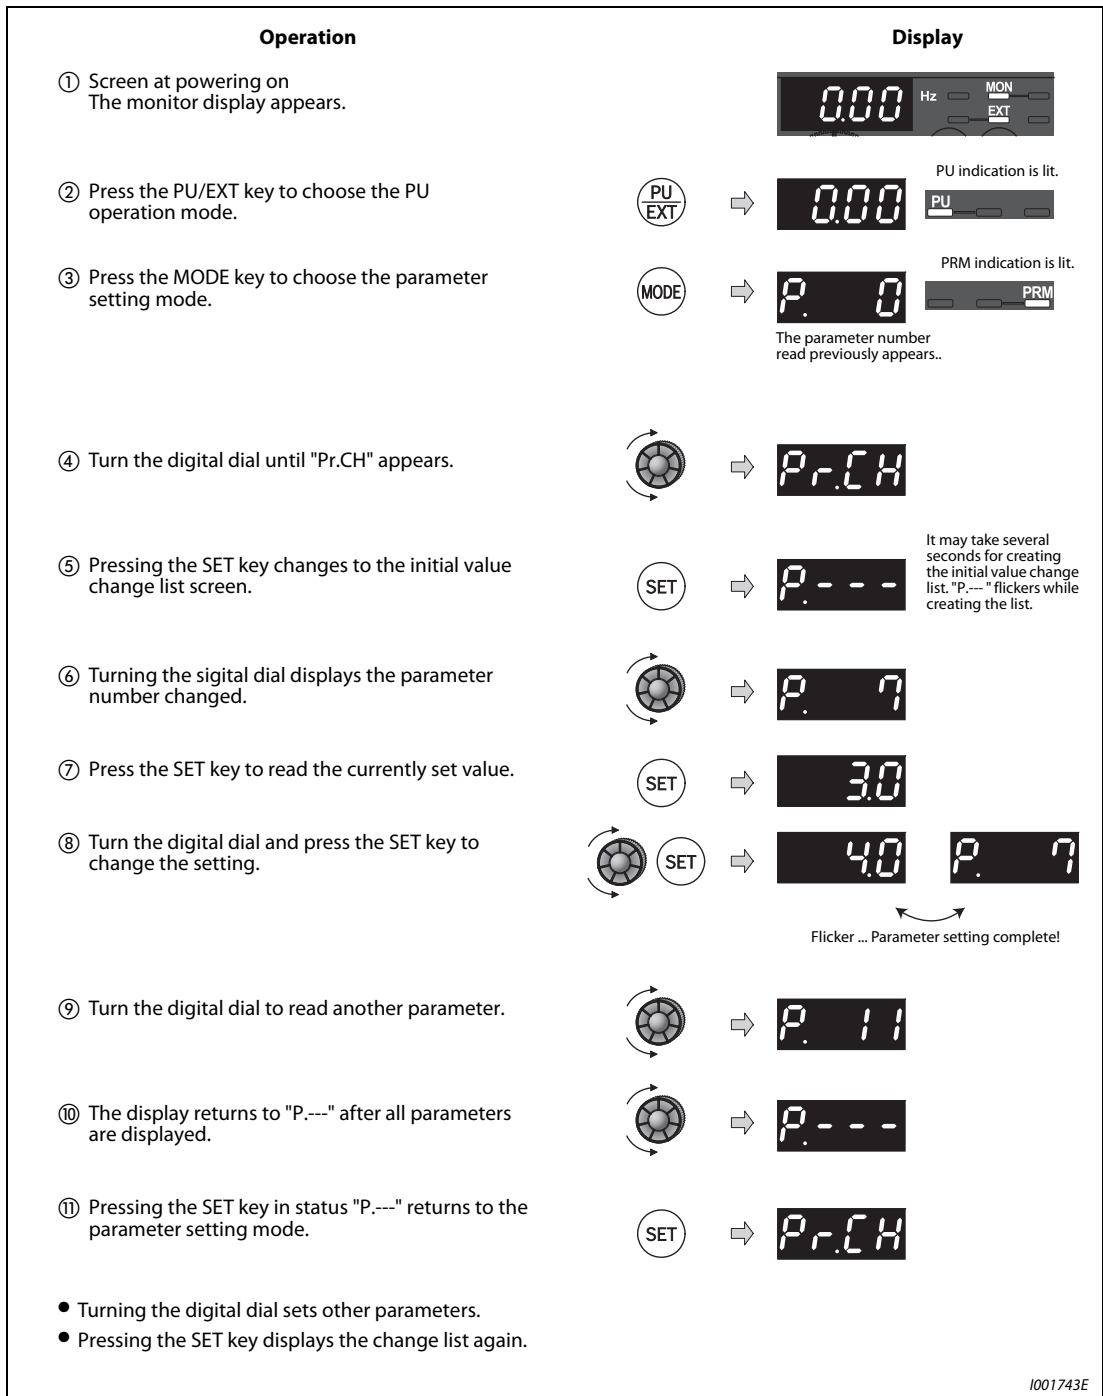 Operation
Display
① Screen at powering on
The monitor display appears.
0.00 Hz MON
EXT
② Press the PU/EXT key to choose the PU
operation mode.
PU
EXT
0.00
PU indication is lit.
PU
③ Press the MODE key to choose the parameter
setting mode.
MODE
P. 0
PRM indication is lit.
PRM
The parameter number
read previously appears..
④ Turn the digital dial until "Pr.CH" appears.
Pr.CH
⑤ Pressing the SET key changes to the initial value
change list screen.
SET
P.- - -
It may take several
seconds for creating
the initial value change
list. "P.--- " flickers while
creating the list.
⑥ Turning the sigital dial displays the parameter
number changed.
P. 7
⑦ Press the SET key to read the currently set value.
SET
3.0
⑧ Turn the digital dial and press the SET key to
change the setting.
SET
4.0 P. 7
Flicker ... Parameter setting complete!
⑨ Turn the digital dial to read another parameter.
P. 11
⑩ The display returns to "P.---" after all parameters
are displayed.
P.- - -
⑪ Pressing the SET key in status "P.---" returns to the
parameter setting mode.
SET
Pr.CH
● Turning the digital dial sets other parameters.
● Pressing the SET key displays the change list again.
I001743E